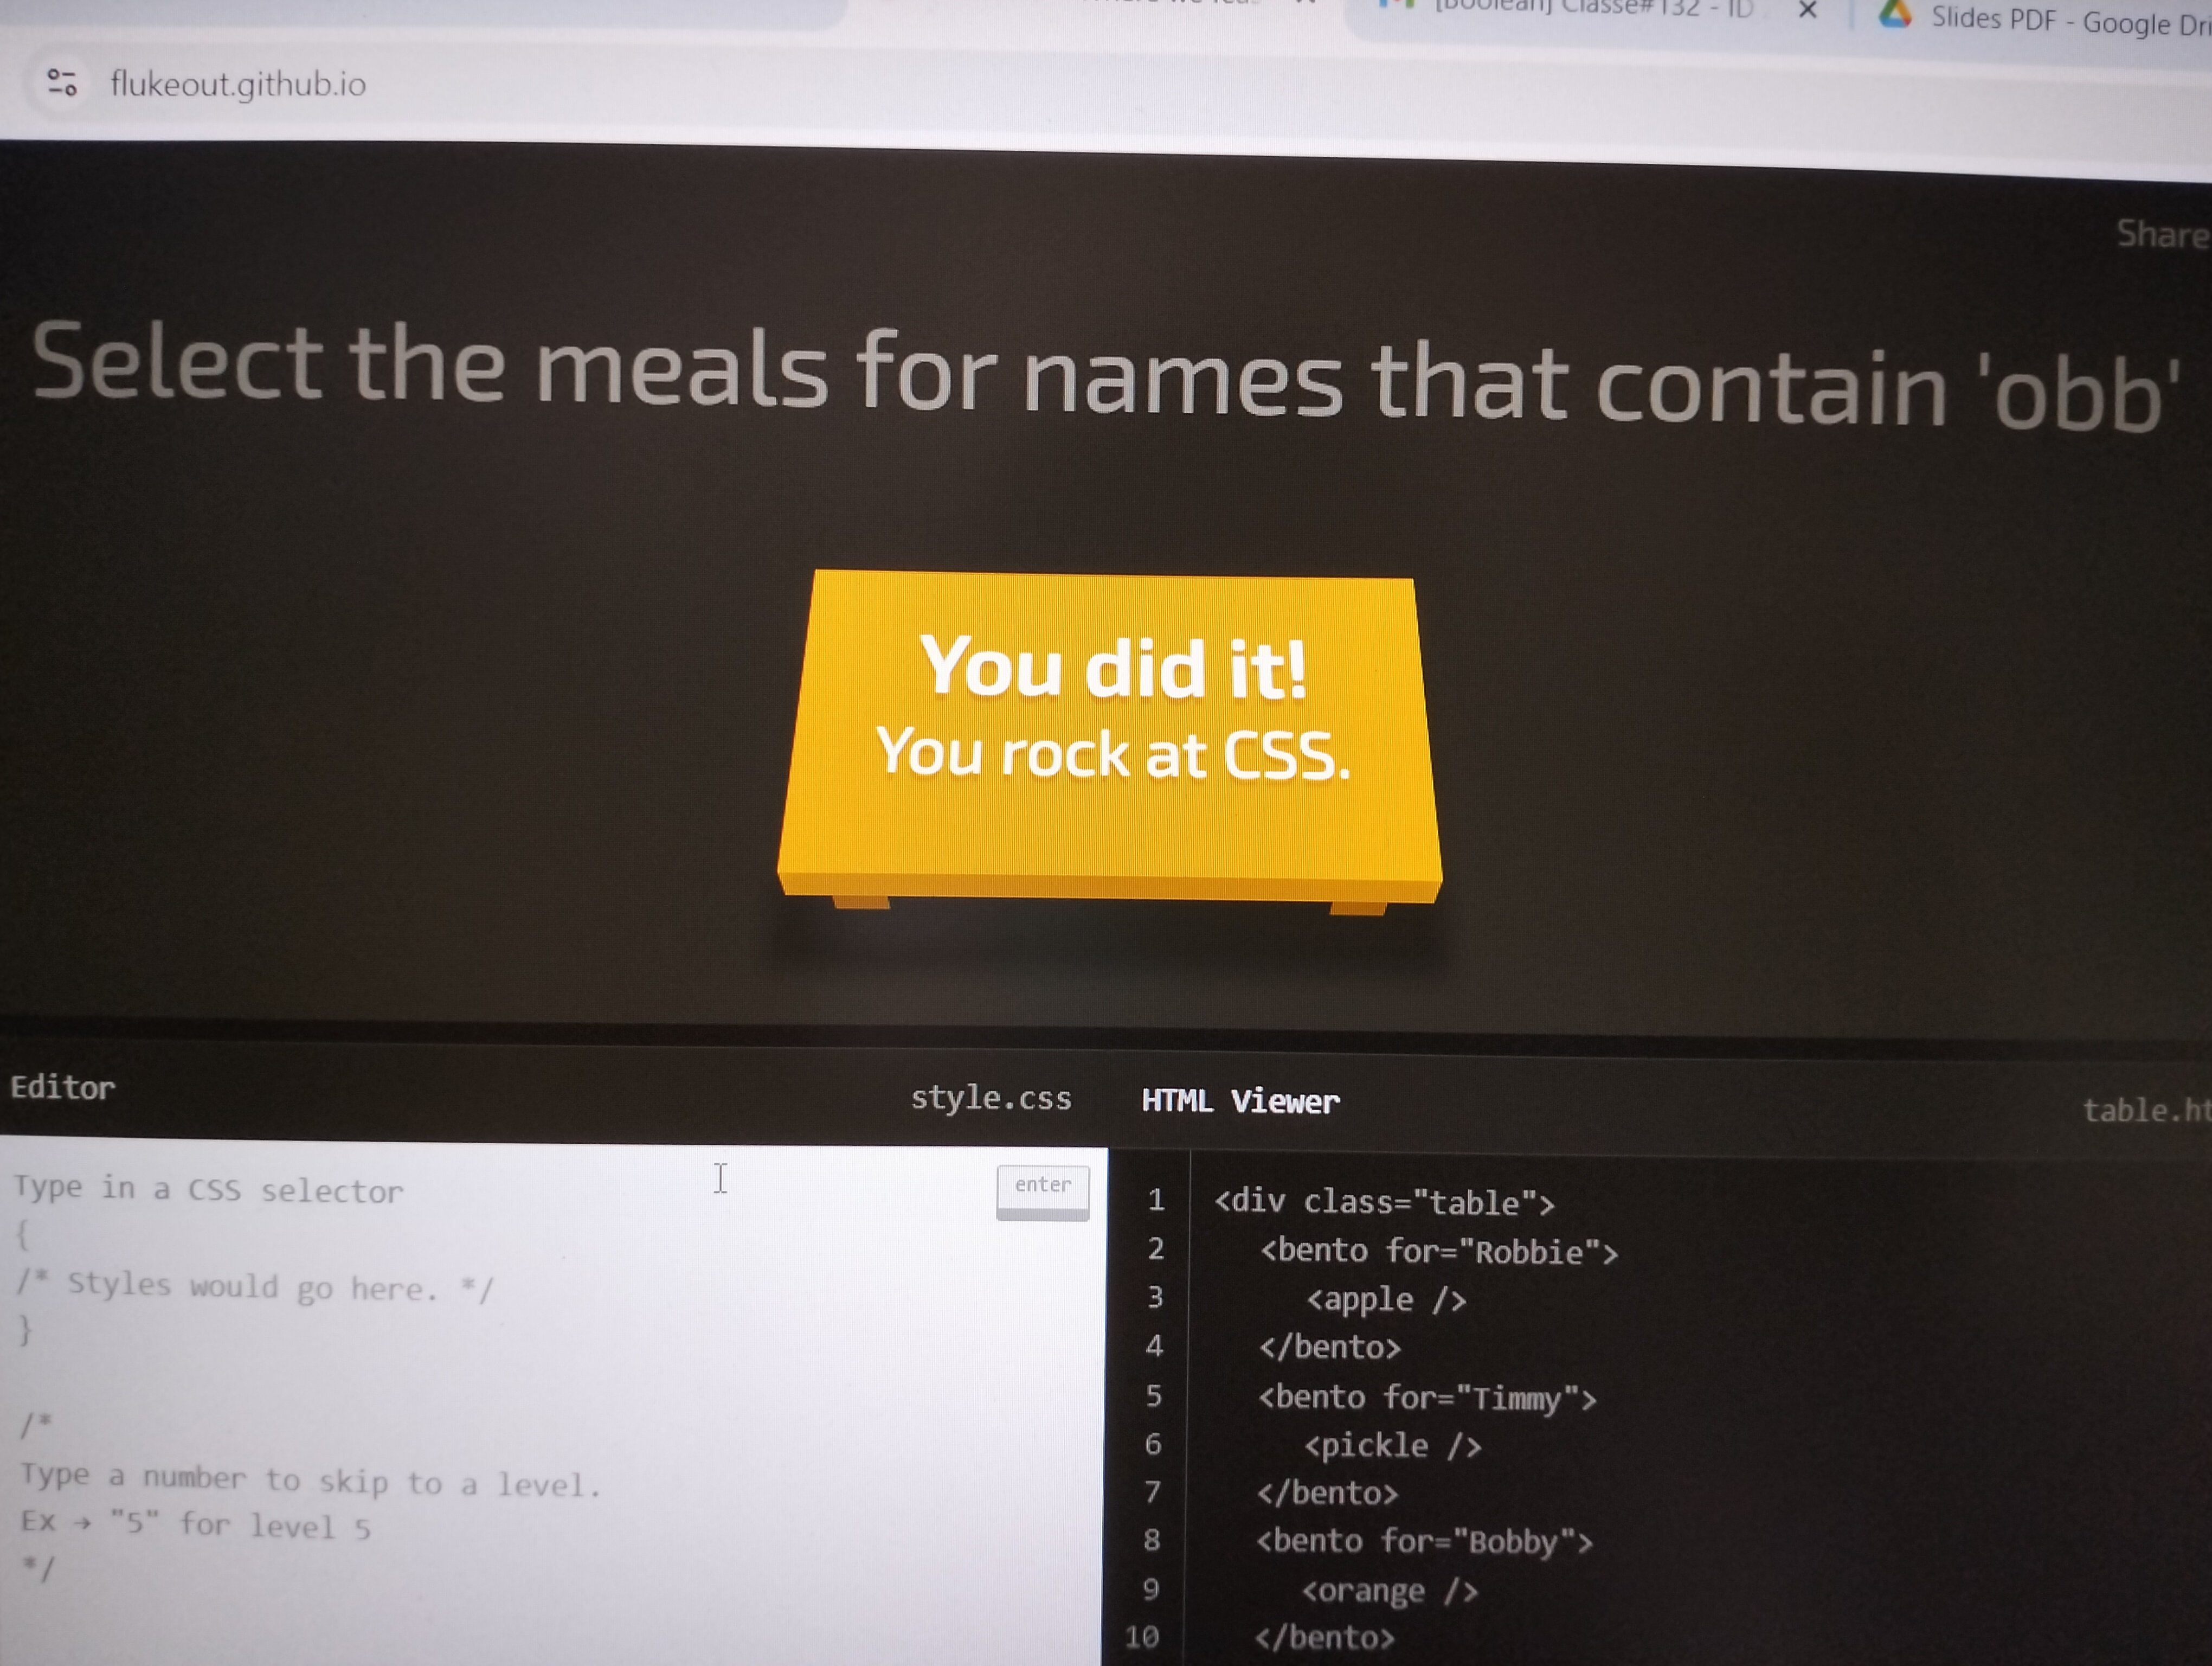 [Boolean] Classe#132 - ID
Slides PDF - Google Dri
flukeout.github.io
Share
Select the meals for names that contain 'obb'
You did it!
You rock at CSS.
Editor
style.css
HTML Viewer
table.ht
Type in a CSS selector
enter
{
/* Styles would go here. */
}
/*
Type a number to skip to a level.
Ex → "5" for level 5
*/
1 <div class="table">
2 <bento for="Robbie">
3 <apple />
4 </bento>
5 <bento for="Timmy">
6 <pickle />
7 </bento>
8 <bento for="Bobby">
9 <orange />
10 </bento>